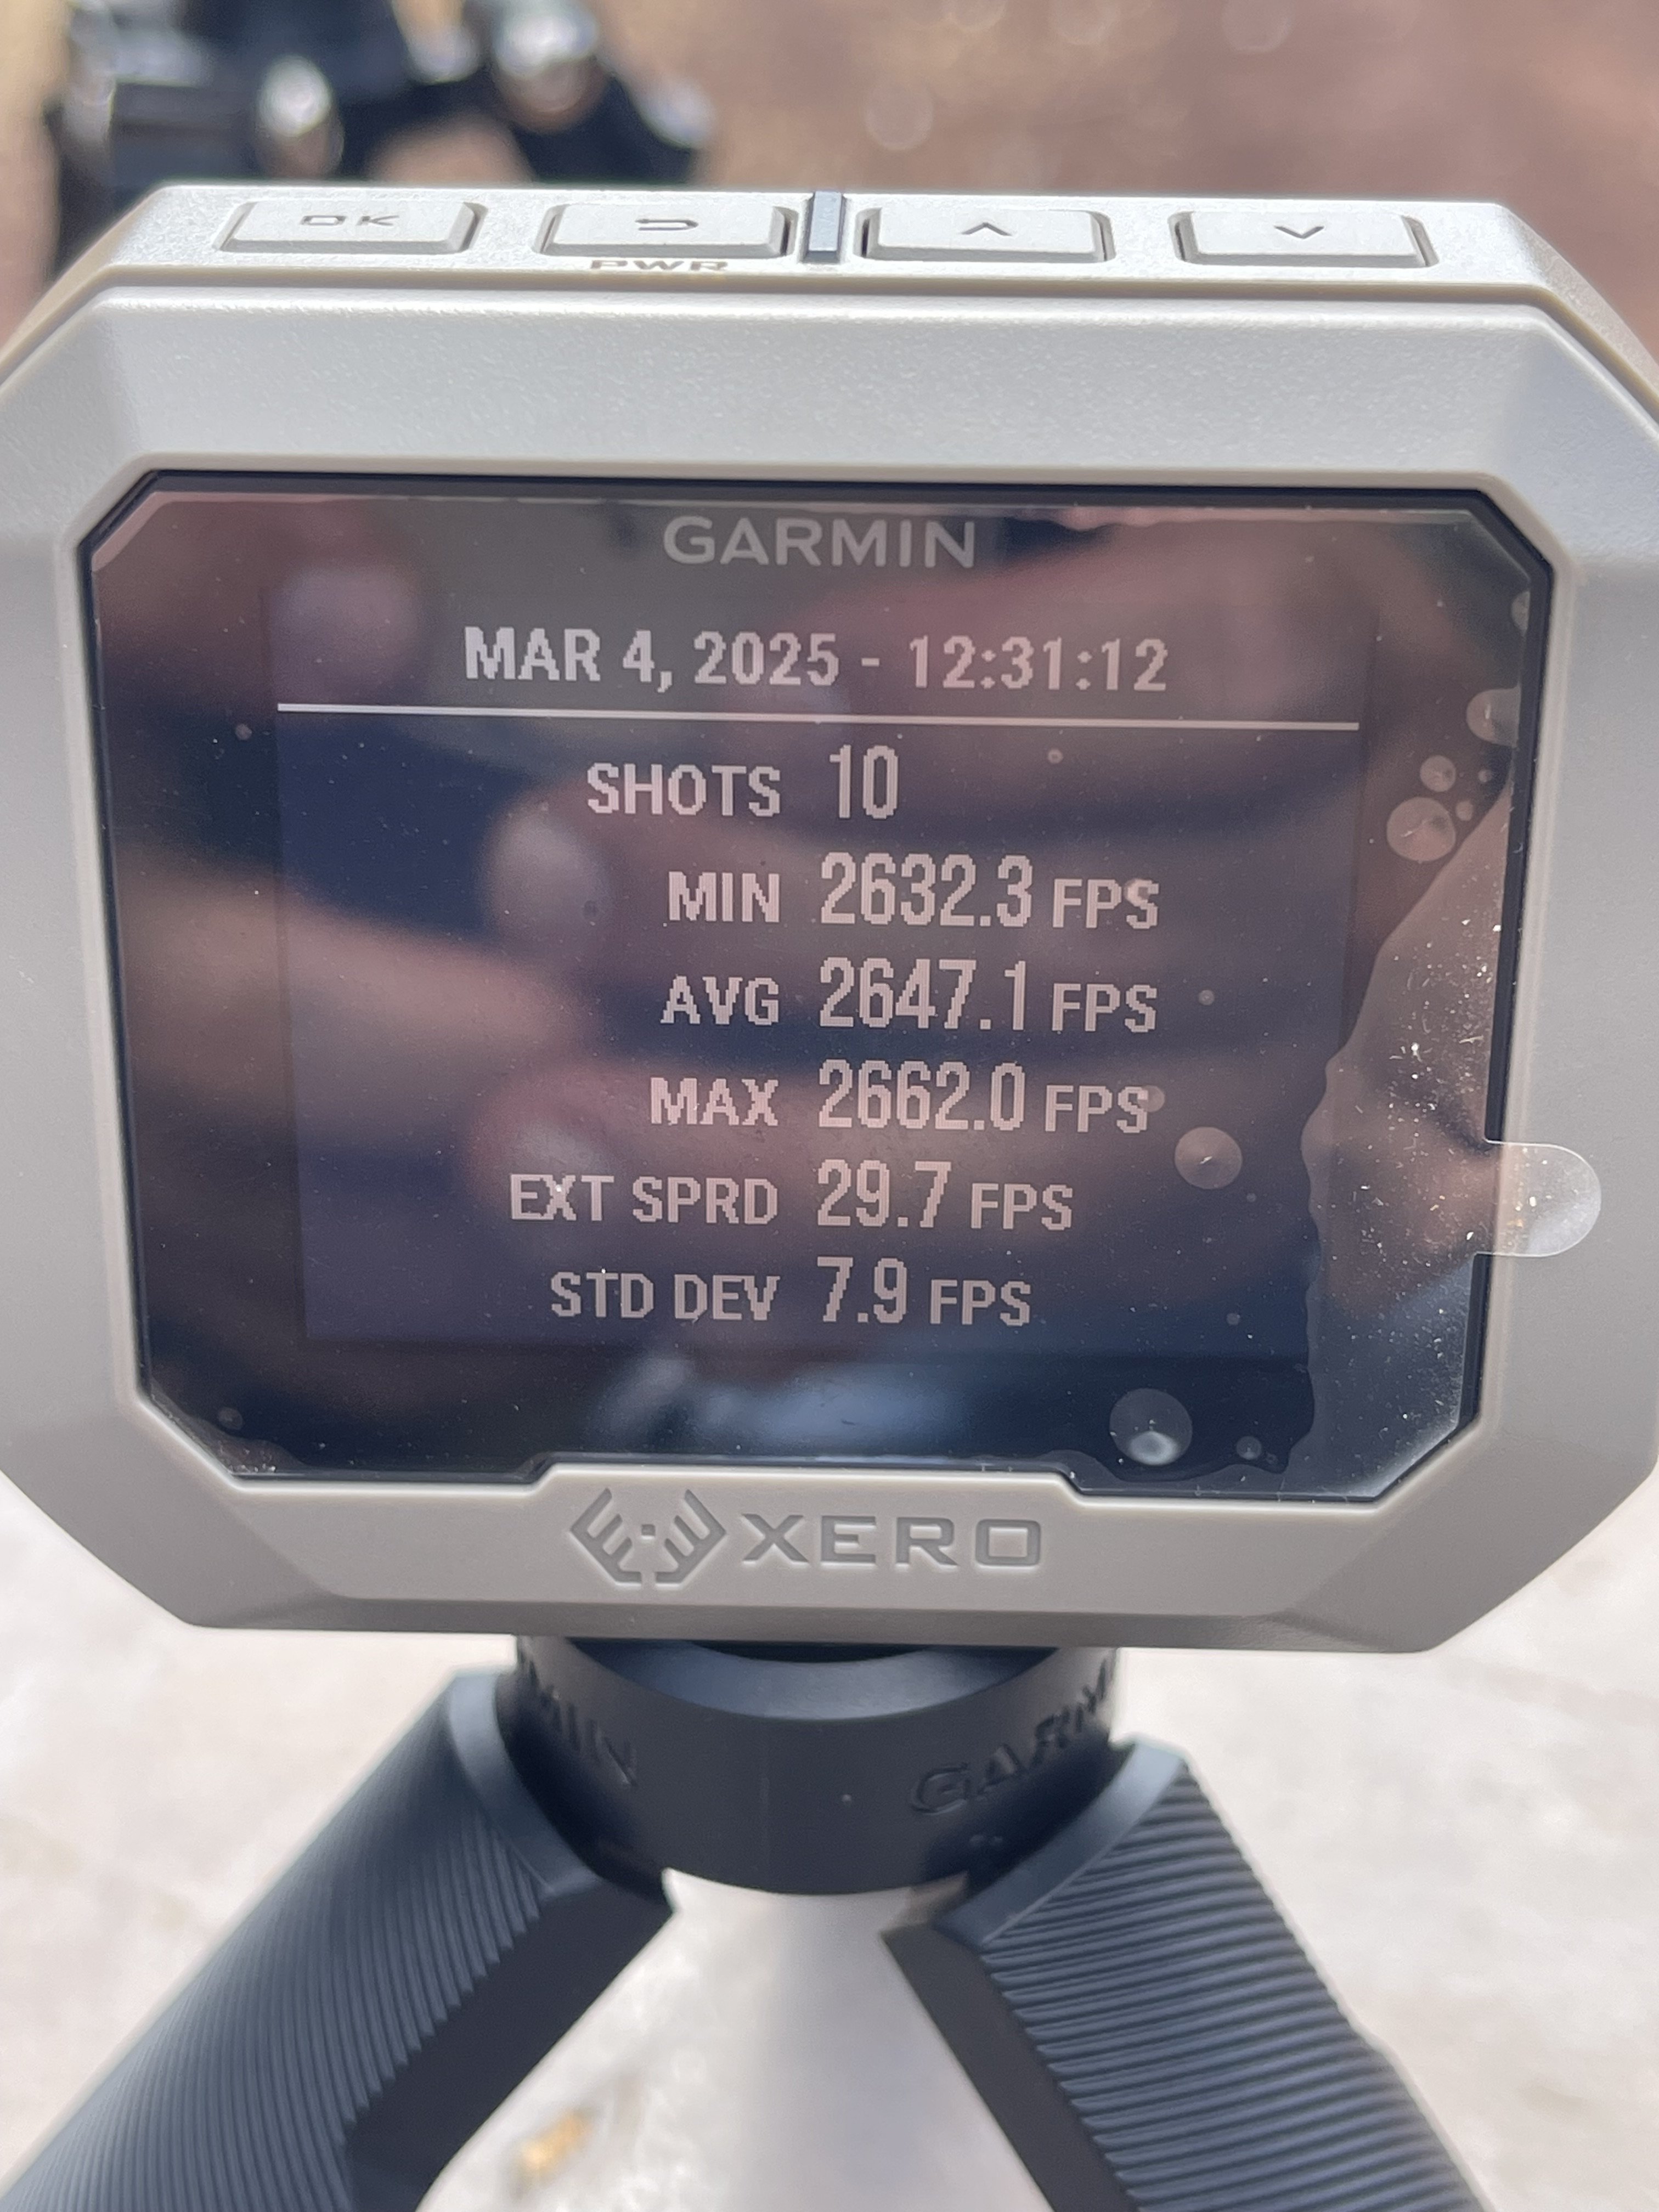 OK
PWR
GARMIN
MAR 4, 2025 - 12:31:12
SHOTS 10
MIN 2632.3 FPS
AVG 2647.1 FPS
MAX 2662.0 FPS
EXT SPRD 29.7 FPS
STD DEV 7.9 FPS
XERO
GARMIN